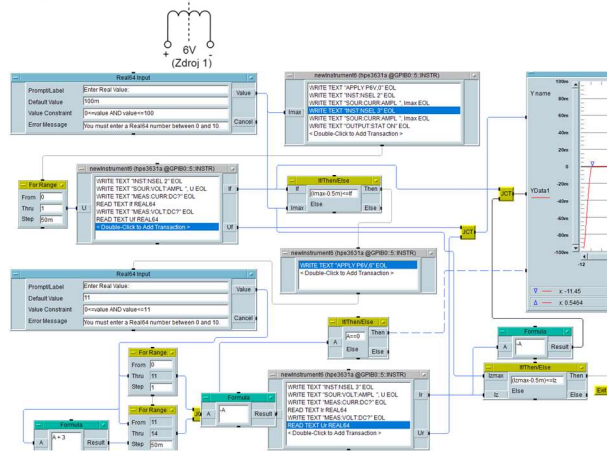 6V
+
(Zdroj 1)
Real64 Input
Prompt/Label
Enter Real Value:
Value
Default Value
100m
Value Constraint
0<=value AND value<=100
Error Message
You must enter a Real64 number between 0 and 10.
Cancel
newInstrument6 (hpe3631a @GPIB0::5::INSTR)
Imax
WRITE TEXT "APPLY P6V,0" EOL
WRITE TEXT "INST:NSEL 2" EOL
WRITE TEXT "SOUR:CURR:AMPL ", Imax EOL
WRITE TEXT "INST:NSEL 3" EOL
WRITE TEXT "SOUR:CURR:AMPL ", Imax EOL
WRITE TEXT "OUTPUT:STAT ON" EOL
< Double-Click to Add Transaction >
Y name
YData1
100m
80m
60m
40m
20m
0
-20m
-40m
-60m
-80m
-100m
-12
x: -11.45
x: 0.5464
For Range
From 0
Thru 1
Step 50m
newInstrument6 (hpe3631a @GPIB0::5::INSTR)
U
WRITE TEXT "INST:NSEL 2" EOL
WRITE TEXT "SOUR:VOLT:AMPL ", U EOL
WRITE TEXT "MEAS:CURR:DC?" EOL
READ TEXT If REAL64
WRITE TEXT "MEAS:VOLT:DC?" EOL
READ TEXT Uf REAL64
< Double-Click to Add Transaction >
If
Uf
If/Then/Else
If
Imax
(Imax-0.5m)<=If
Then
Else
Else
JCT
JCT
newInstrument6 (hpe3631a @GPIB0::5::INSTR)
WRITE TEXT "APPLY P6V,0" EOL
< Double-Click to Add Transaction >
Real64 Input
Prompt/Label
Enter Real Value:
Value
Default Value
11
Value Constraint
0<=value AND value<=11
Error Message
You must enter a Real64 number between 0 and 10.
Cancel
If/Then/Else
A
A==0
Then
Else
Else
For Range
From 0
Thru 11
Step 1
For Range
From 11
Thru 14
Step 50m
Formula
A
A + 3
Result
Formula
A
-A
Result
newInstrument6 (hpe3631a @GPIB0::5::INSTR)
WRITE TEXT "INST:NSEL 3" EOL
WRITE TEXT "SOUR:VOLT:AMPL ", U EOL
WRITE TEXT "MEAS:CURR:DC?" EOL
READ TEXT Ir REAL64
WRITE TEXT "MEAS:VOLT:DC?" EOL
READ TEXT Ur REAL64
< Double-Click to Add Transaction >
Ir
Ur
Formula
A
-A
Result
If/Then/Else
Izmax
Iz
(Izmax-0.5m)<=Iz
Then
Else
Else